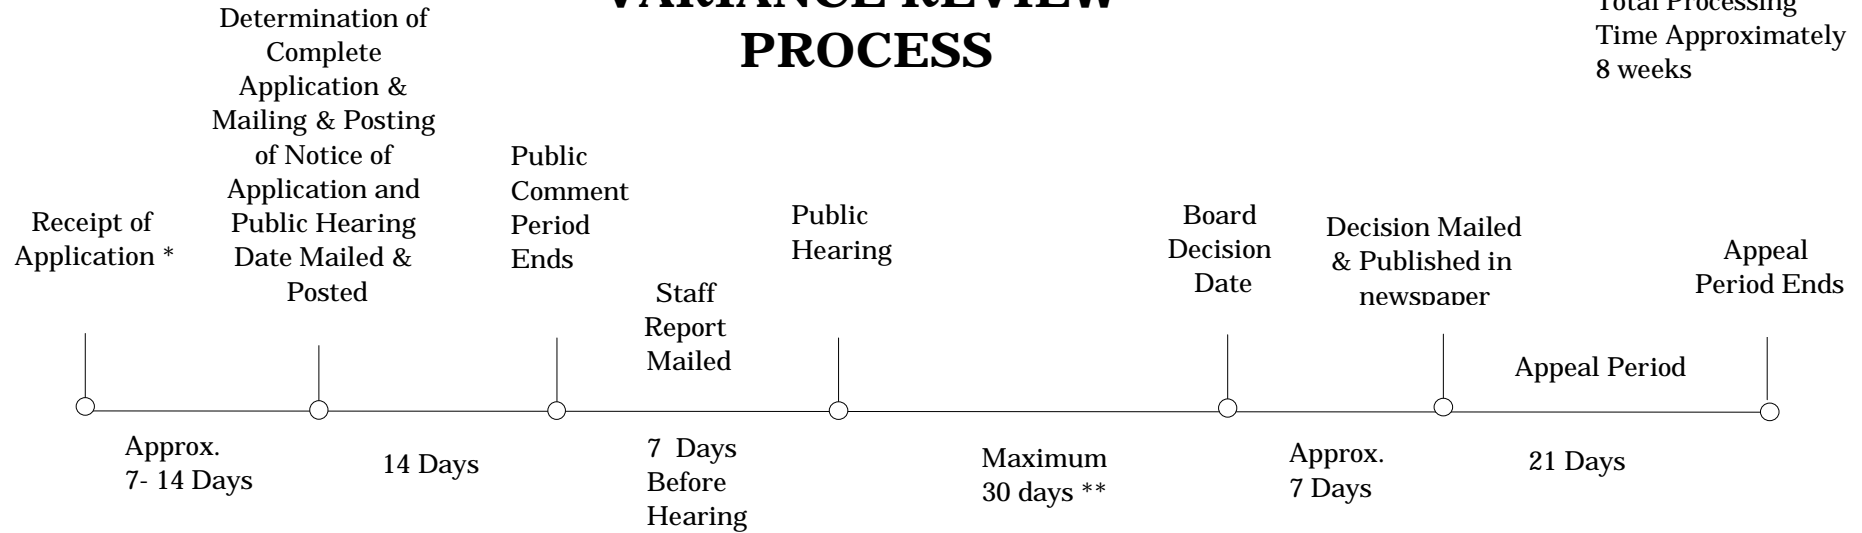 VARIANCE REVIEW
PROCESS
Total Processing
Time Approximately
8 weeks
Receipt of
Application *
Determination of
Complete
Application &
Mailing & Posting
of Notice of
Application and
Public Hearing
Date Mailed &
Posted
Public
Comment
Period
Ends
Staff
Report
Mailed
Public
Hearing
Board
Decision
Date
Decision Mailed
& Published in
newspaper
Appeal Period
Appeal
Period Ends
Approx.
7- 14 Days
14 Days
7 Days
Before
Hearing
Maximum
30 days **
Approx.
7 Days
21 Days